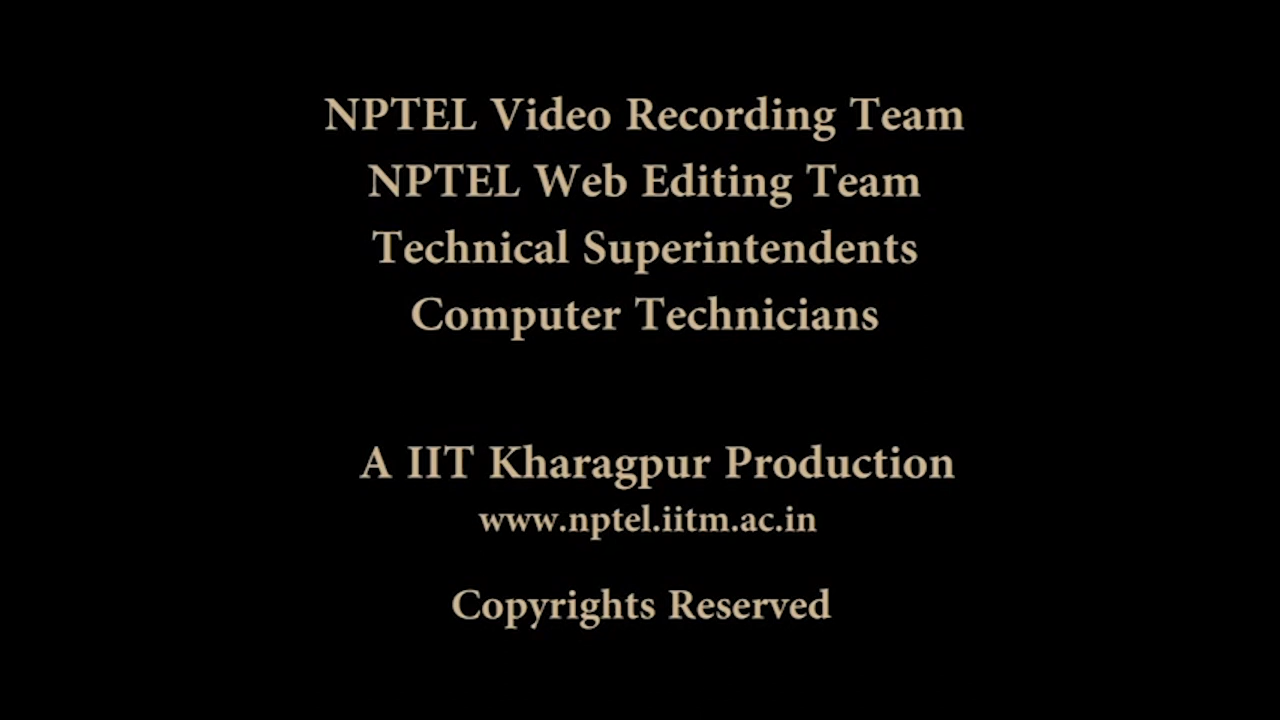 NPTEL Video Recording Team
NPTEL Web Editing Team
Technical Superintendents
Computer Technicians
A IIT Kharagpur Production
www.nptel.iitm.ac.in
Copyrights Reserved